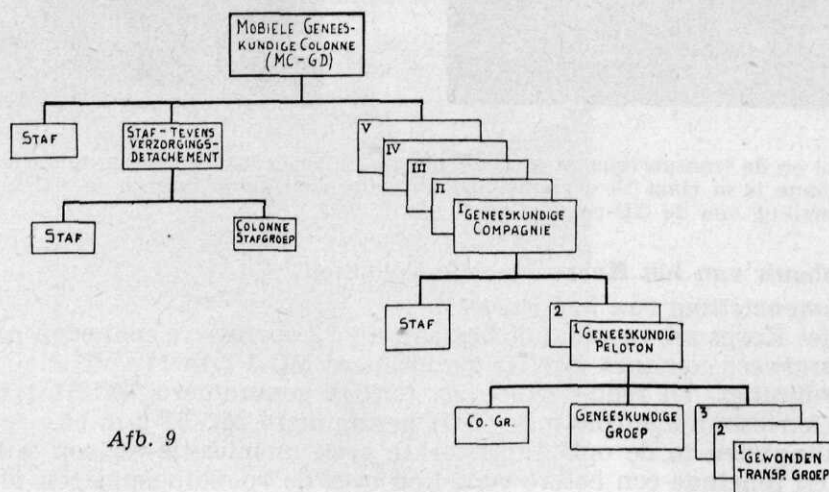 MOBIELE GENEES-
KUNDIGE COLONNE
(MC-GD)
STAF
STAF-TEVENS
VERZORGINGS-
DETACHEMENT
V
IV
III
II
I GENEESKUNDIGE
COMPAGNIE
STAF
COLONNE
STAFGROEP
STAF
2
1 GENEESKUNDIG
PELOTON
CO. GR.
GENEESKUNDIGE
GROEP
3
2
1 GEWONDEN
TRANSP. GROEP
Afb. 9